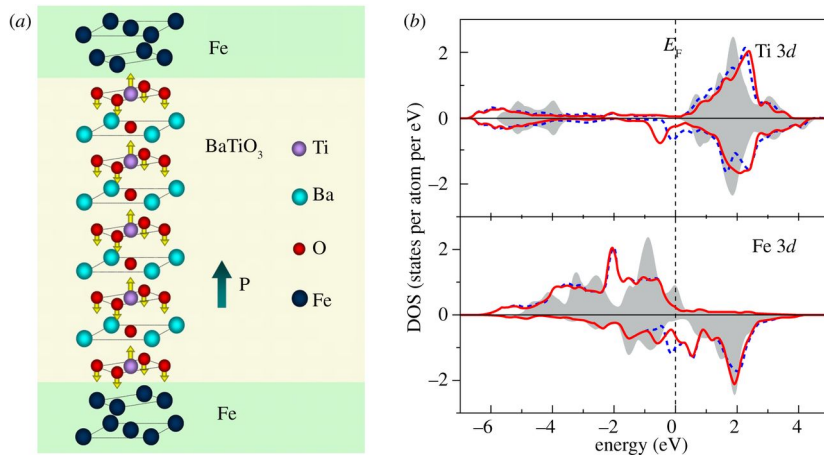 (a)
Fe
BaTiO3
Ti
Ba
O
P
Fe
Fe
(b)
EF
Ti 3d
2
0
−2
Fe 3d
2
0
−2
DOS (states per atom per eV)
−6 −4 −2 0 2 4
energy (eV)